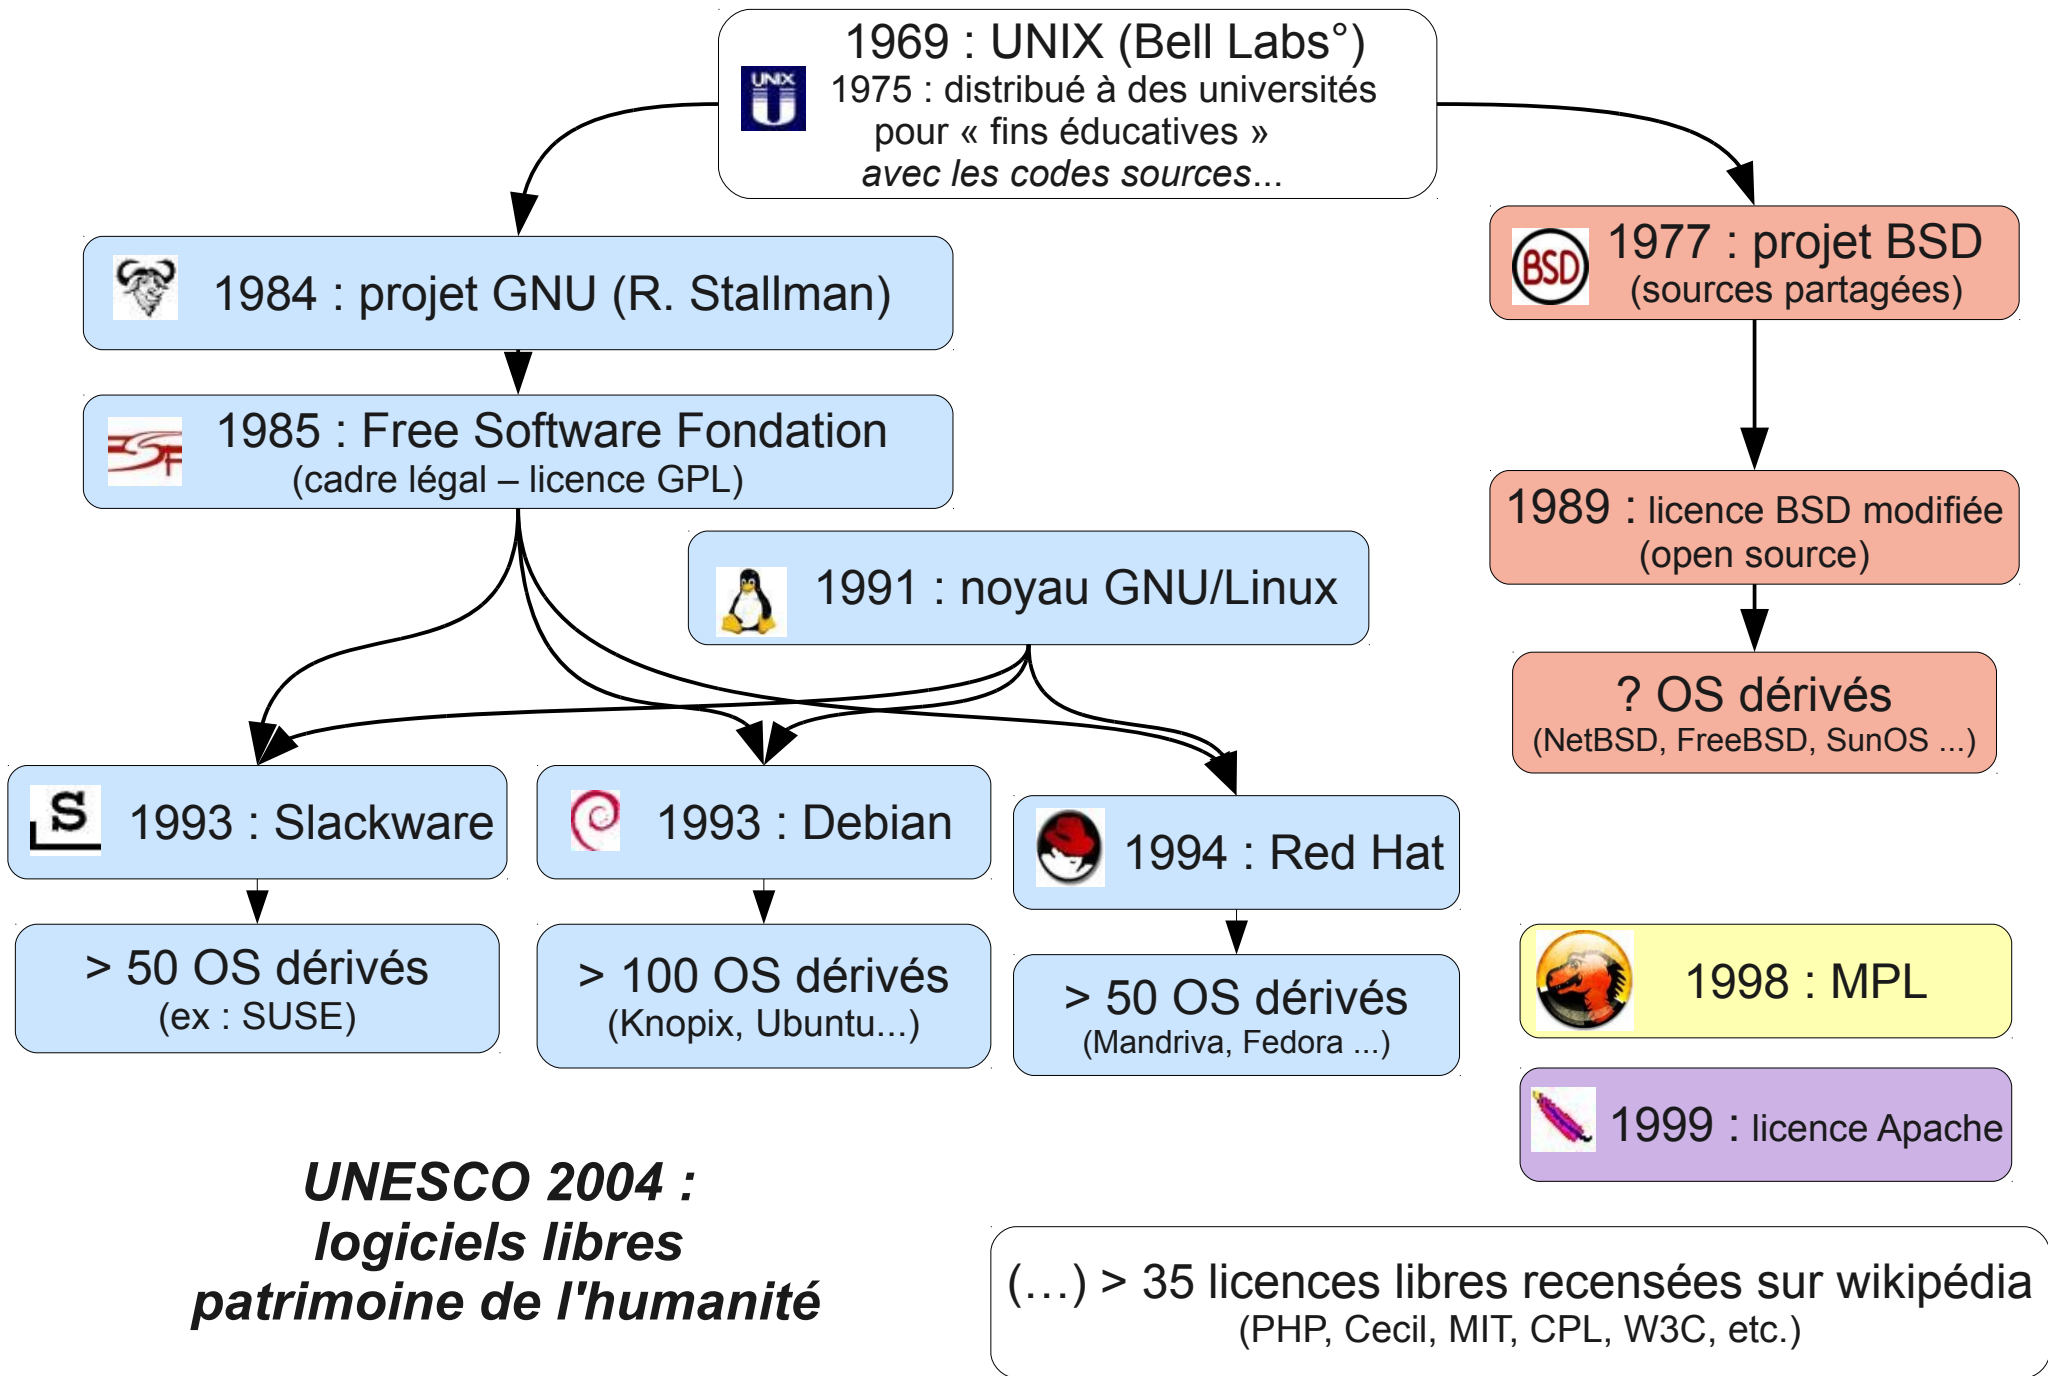 1969 : UNIX (Bell Labs°)
UNIX
1975 : distribué à des universités
pour « fins éducatives »
avec les codes sources...
1984 : projet GNU (R. Stallman)
BSD
1977 : projet BSD
(sources partagées)
1985 : Free Software Fondation
(cadre légal – licence GPL)
1989 : licence BSD modifiée
(open source)
1991 : noyau GNU/Linux
? OS dérivés
(NetBSD, FreeBSD, SunOS ...)
S
1993 : Slackware
1993 : Debian
1994 : Red Hat
> 50 OS dérivés
(ex : SUSE)
> 100 OS dérivés
(Knopix, Ubuntu...)
> 50 OS dérivés
(Mandriva, Fedora ...)
1998 : MPL
1999 : licence Apache
UNESCO 2004 :
logiciels libres
patrimoine de l'humanité
(…) > 35 licences libres recensées sur wikipédia
(PHP, Cecil, MIT, CPL, W3C, etc.)